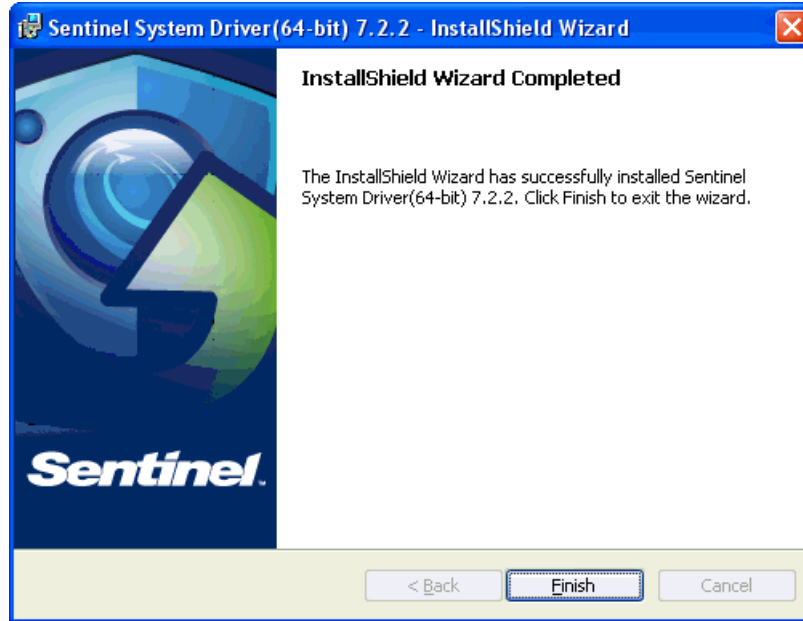 Sentinel System Driver(64-bit) 7.2.2 - InstallShield Wizard
InstallShield Wizard Completed
The InstallShield Wizard has successfully installed Sentinel
System Driver(64-bit) 7.2.2. Click Finish to exit the wizard.
Sentinel™
< Back
Finish
Cancel